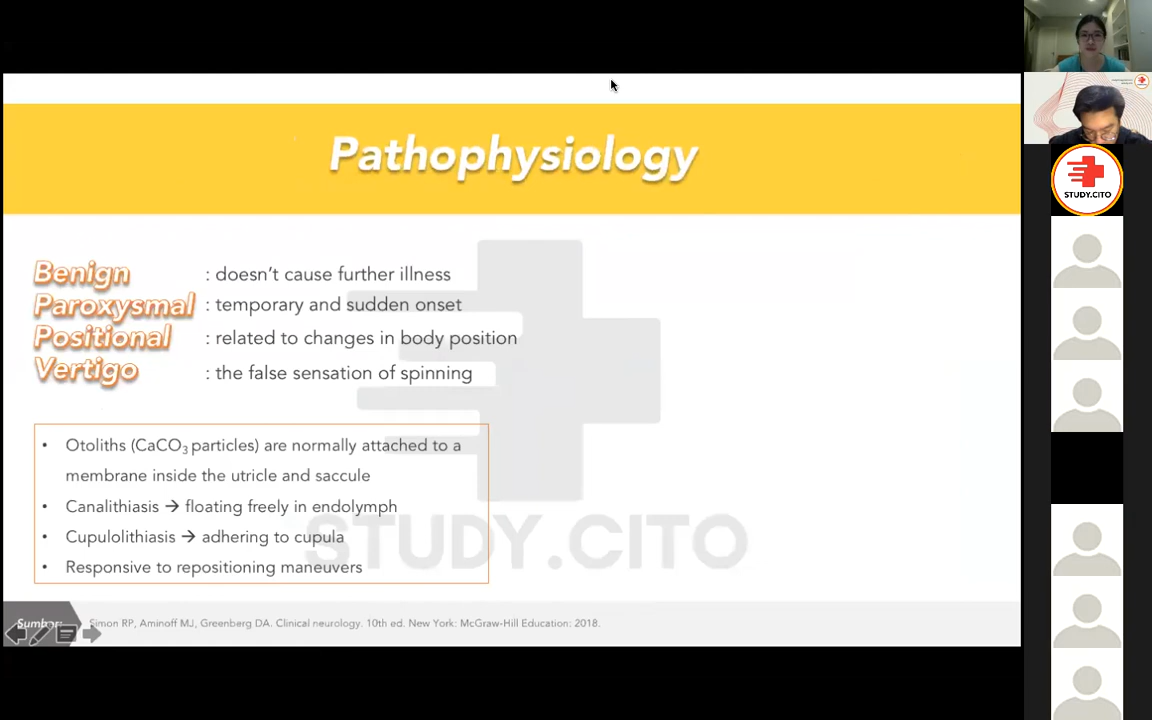 Pathophysiology
Benign : doesn't cause further illness
Paroxysmal : temporary and sudden onset
Positional : related to changes in body position
Vertigo : the false sensation of spinning
• Otoliths (CaCO₃ particles) are normally attached to a
membrane inside the utricle and saccule
• Canalithiasis → floating freely in endolymph
• Cupulolithiasis → adhering to cupula
• Responsive to repositioning maneuvers
STUDY.CITO
Sumber:
Simon RP, Aminoff MJ, Greenberg DA. Clinical neurology. 10th ed. New York: McGraw-Hill Education: 2018.
STUDY.CITO